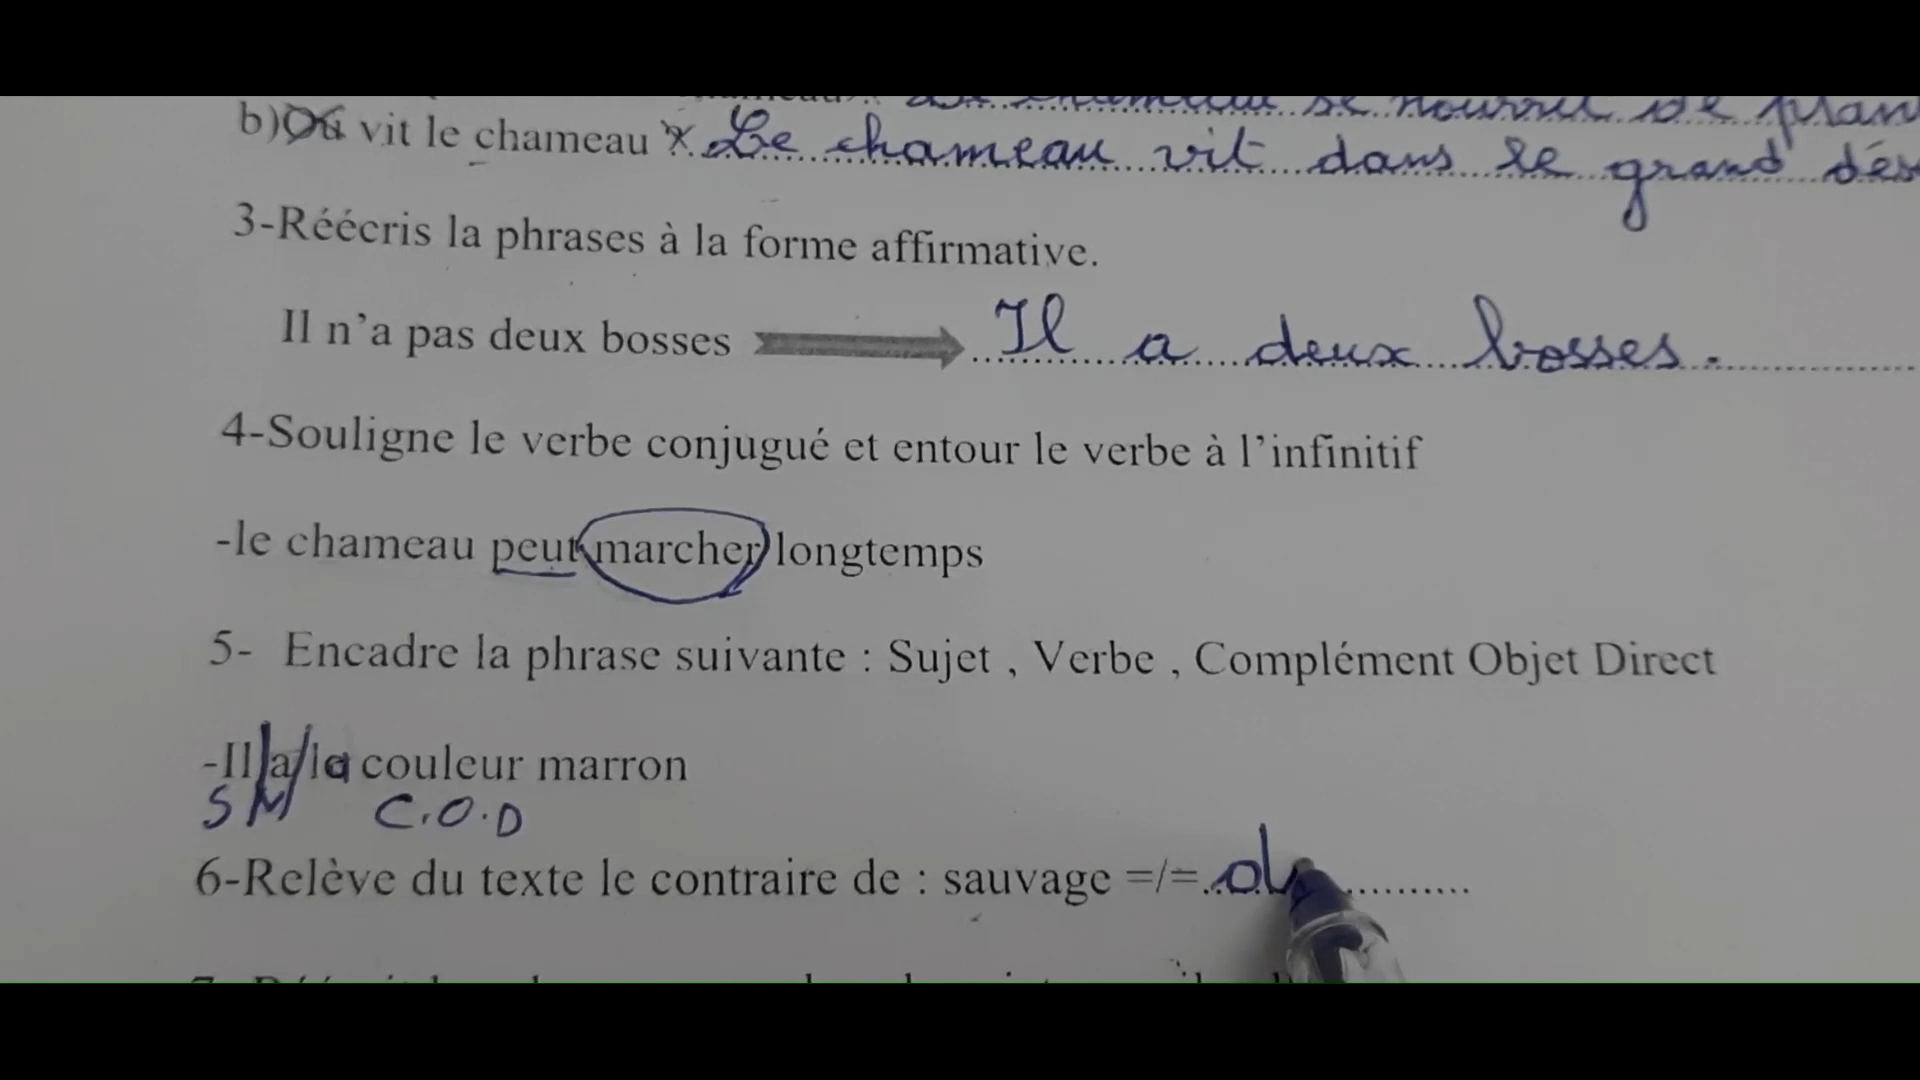 b) Où vit le chameau Le chameau vit dans le grand
3-Réécris la phrases à la forme affirmative.
Il n'a pas deux bosses Il a deux bosses.
4-Souligne le verbe conjugué et entour le verbe à l'infinitif
-le chameau peut marcher longtemps
5- Encadre la phrase suivante : Sujet , Verbe , Complément Objet Direct
-Il/a/la couleur marron
S C.O.D
6-Relève du texte le contraire de : sauvage =/=